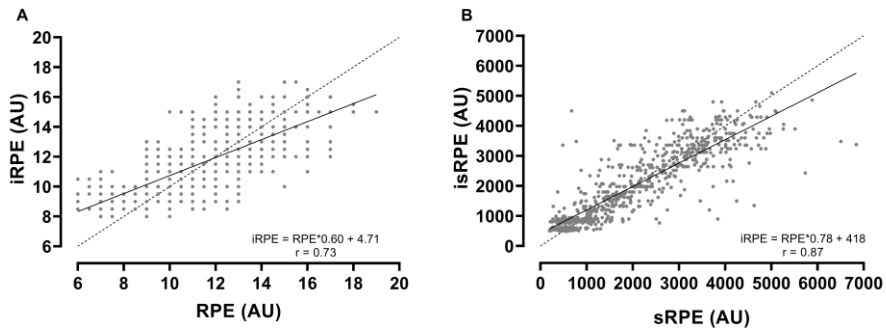 A
iRPE (AU)
20
18
16
14
12
10
8
6
iRPE = RPE*0.60 + 4.71
r = 0.73
6 8 10 12 14 16 18 20
RPE (AU)
B
isRPE (AU)
7000
6000
5000
4000
3000
2000
1000
0
iRPE = RPE*0.78 + 418
r = 0.87
0 1000 2000 3000 4000 5000 6000 7000
sRPE (AU)